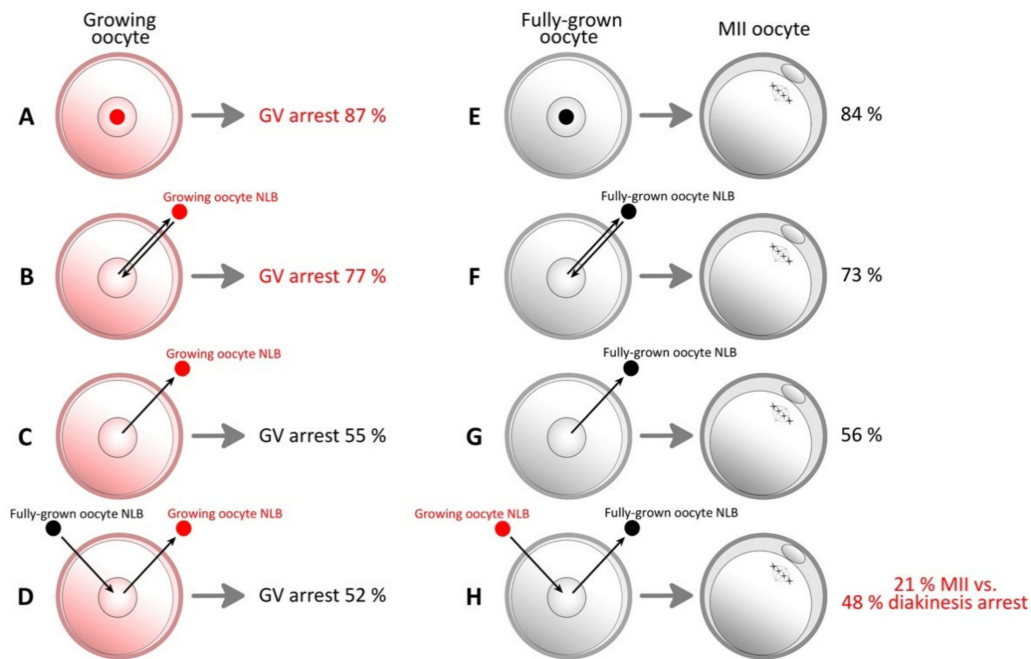 Growing
oocyte
Fully-grown
oocyte
MII oocyte
A
GV arrest 87 %
E
84 %
Growing oocyte NLB
B
GV arrest 77 %
Fully-grown oocyte NLB
F
73 %
Growing oocyte NLB
C
GV arrest 55 %
Fully-grown oocyte NLB
G
56 %
Fully-grown oocyte NLB
Growing oocyte NLB
D
GV arrest 52 %
Growing oocyte NLB
Fully-grown oocyte NLB
H
21 % MII vs.
48 % diakinesis arrest